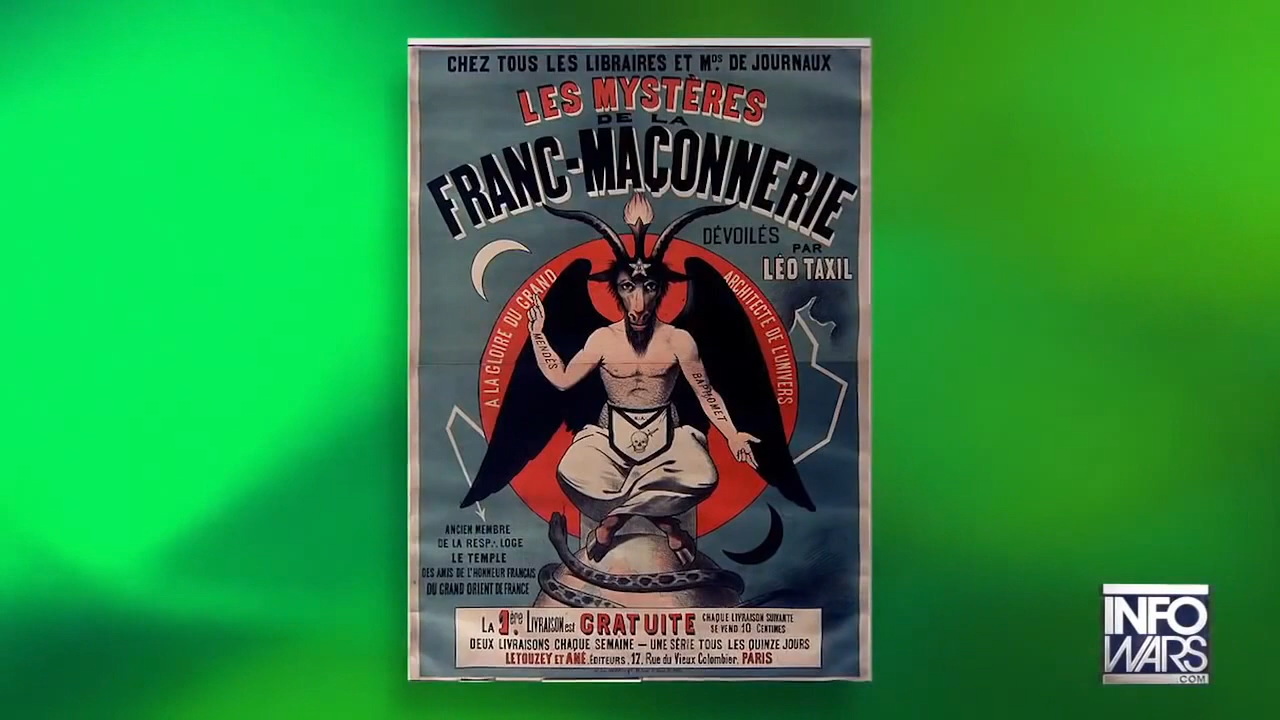 CHEZ TOUS LES LIBRAIRES ET Mds. DE JOURNAUX
LES MYSTÈRES
DE LA
FRANC-MAÇONNERIE
DÉVOILÉS
PAR
LÉO TAXIL
A LA GLOIRE DU GRAND
ARCHITECTE DE L'UNIVERS
MENDÈS
BAPHOMET
ANCIEN MEMBRE
DE LA RESP∴ LOGE
LE TEMPLE
DES AMIS DE L'HONNEUR FRANÇAIS
DU GRAND ORIENT DE FRANCE
LA 1ère LIVRAISON est GRATUITE
CHAQUE LIVRAISON SUIVANTE
SE VEND 10 CENTIMES
DEUX LIVRAISONS CHAQUE SEMAINE — UNE SÉRIE TOUS LES QUINZE JOURS
LETOUZEY ET ANÉ, ÉDITEURS, 17, Rue du Vieux Colombier, PARIS
INFO
WARS
.COM